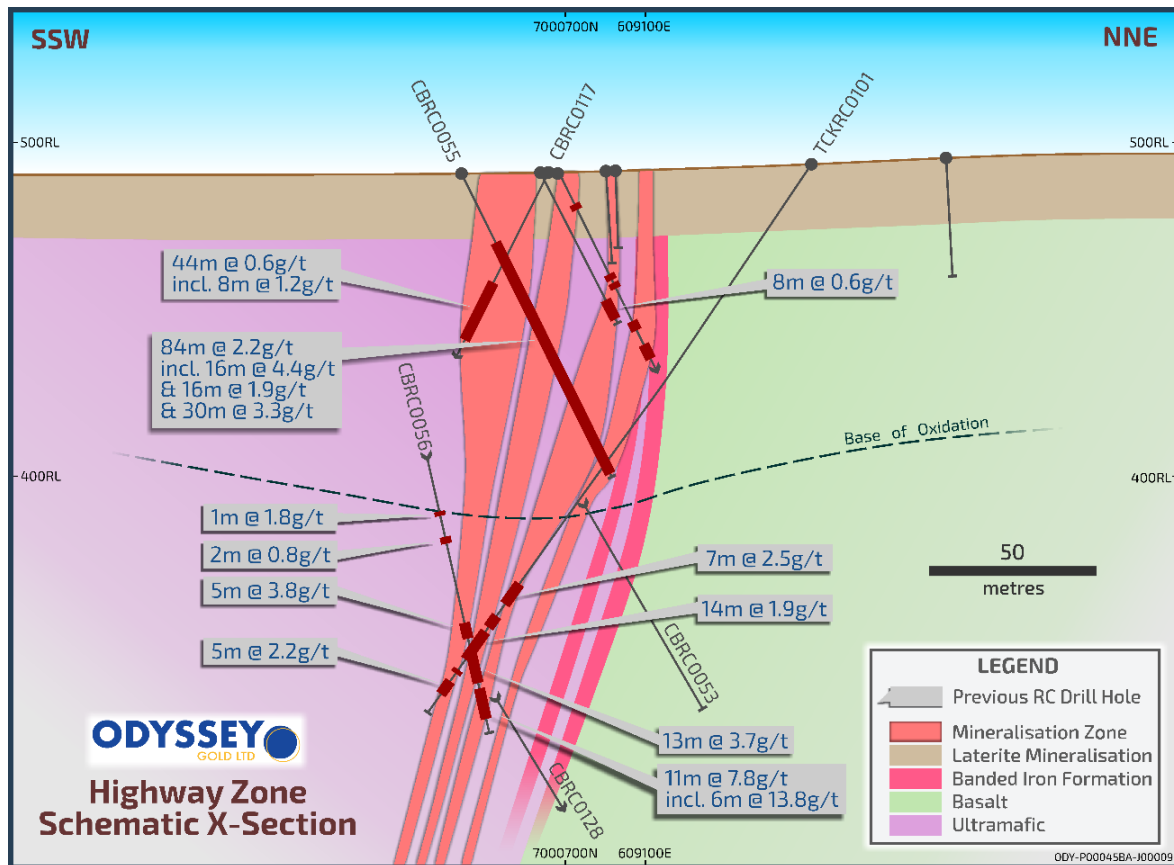 7000700N 609100E
SSW
NNE
CBRC0055
CBRC0117
TCKRC0101
500RL
500RL
44m @ 0.6g/t
incl. 8m @ 1.2g/t
8m @ 0.6g/t
84m @ 2.2g/t
incl. 16m @ 4.4g/t
& 16m @ 1.9g/t
& 30m @ 3.3g/t
CBRC0056
Base of Oxidation
400RL
400RL
1m @ 1.8g/t
2m @ 0.8g/t
5m @ 3.8g/t
5m @ 2.2g/t
7m @ 2.5g/t
14m @ 1.9g/t
CBRC0053
50
metres
13m @ 3.7g/t
11m @ 7.8g/t
incl. 6m @ 13.8g/t
CBRC0128
ODYSSEY
GOLD LTD
Highway Zone
Schematic X-Section
LEGEND
Previous RC Drill Hole
Mineralisation Zone
Laterite Mineralisation
Banded Iron Formation
Basalt
Ultramafic
7000700N 609100E
ODY-P00045BA-J00009